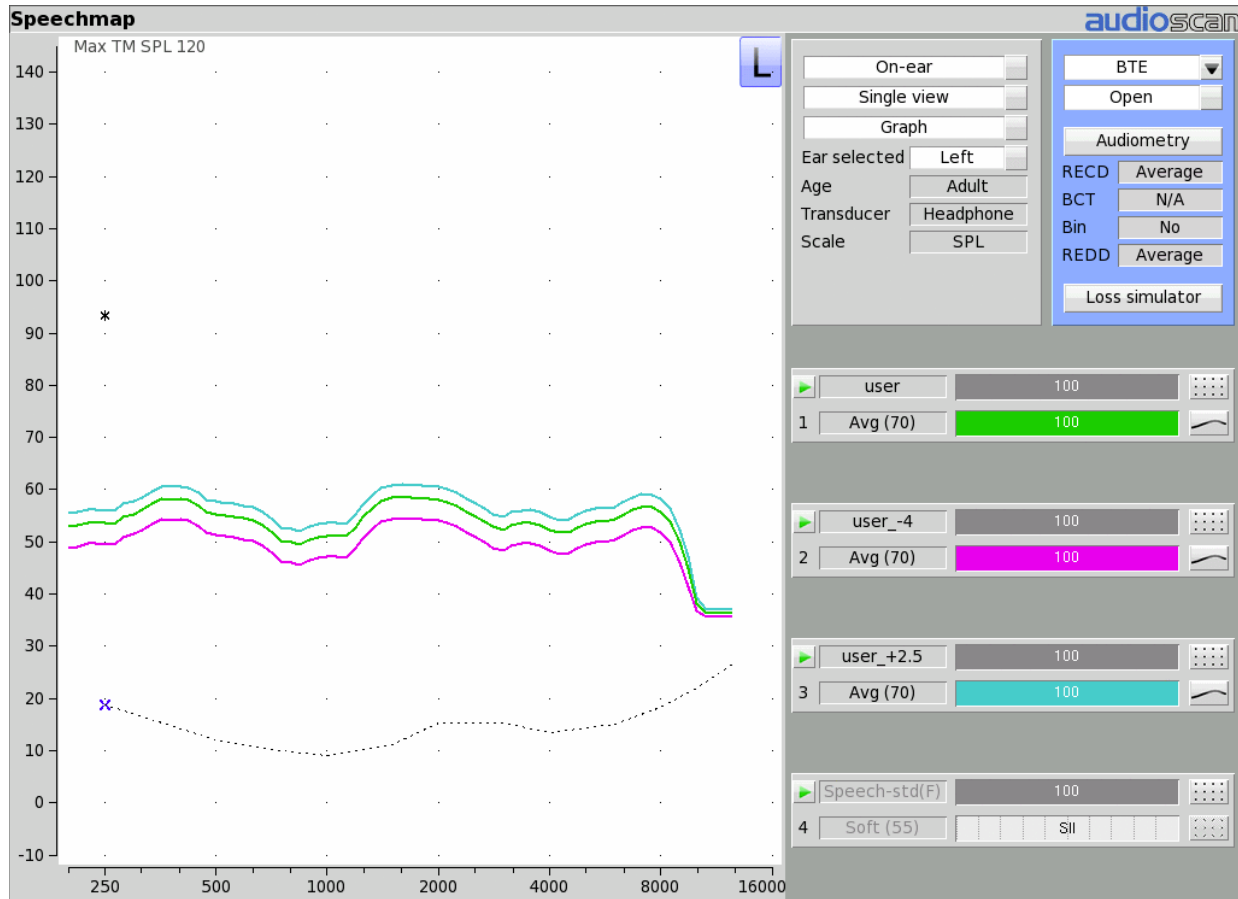 Speechmap
audioscan
Max TM SPL 120
L
140
130
120
110
100
90
80
70
60
50
40
30
20
10
0
-10
250 500 1000 2000 4000 8000 16000
On-ear
Single view
Graph
Ear selected Left
Age Adult
Transducer Headphone
Scale SPL
BTE
Open
Audiometry
RECD Average
BCT N/A
Bin No
REDD Average
Loss simulator
user 100
1 Avg (70) 100
user_-4 100
2 Avg (70) 100
user_+2.5 100
3 Avg (70) 100
Speech-std(F) 100
4 Soft (55) SII